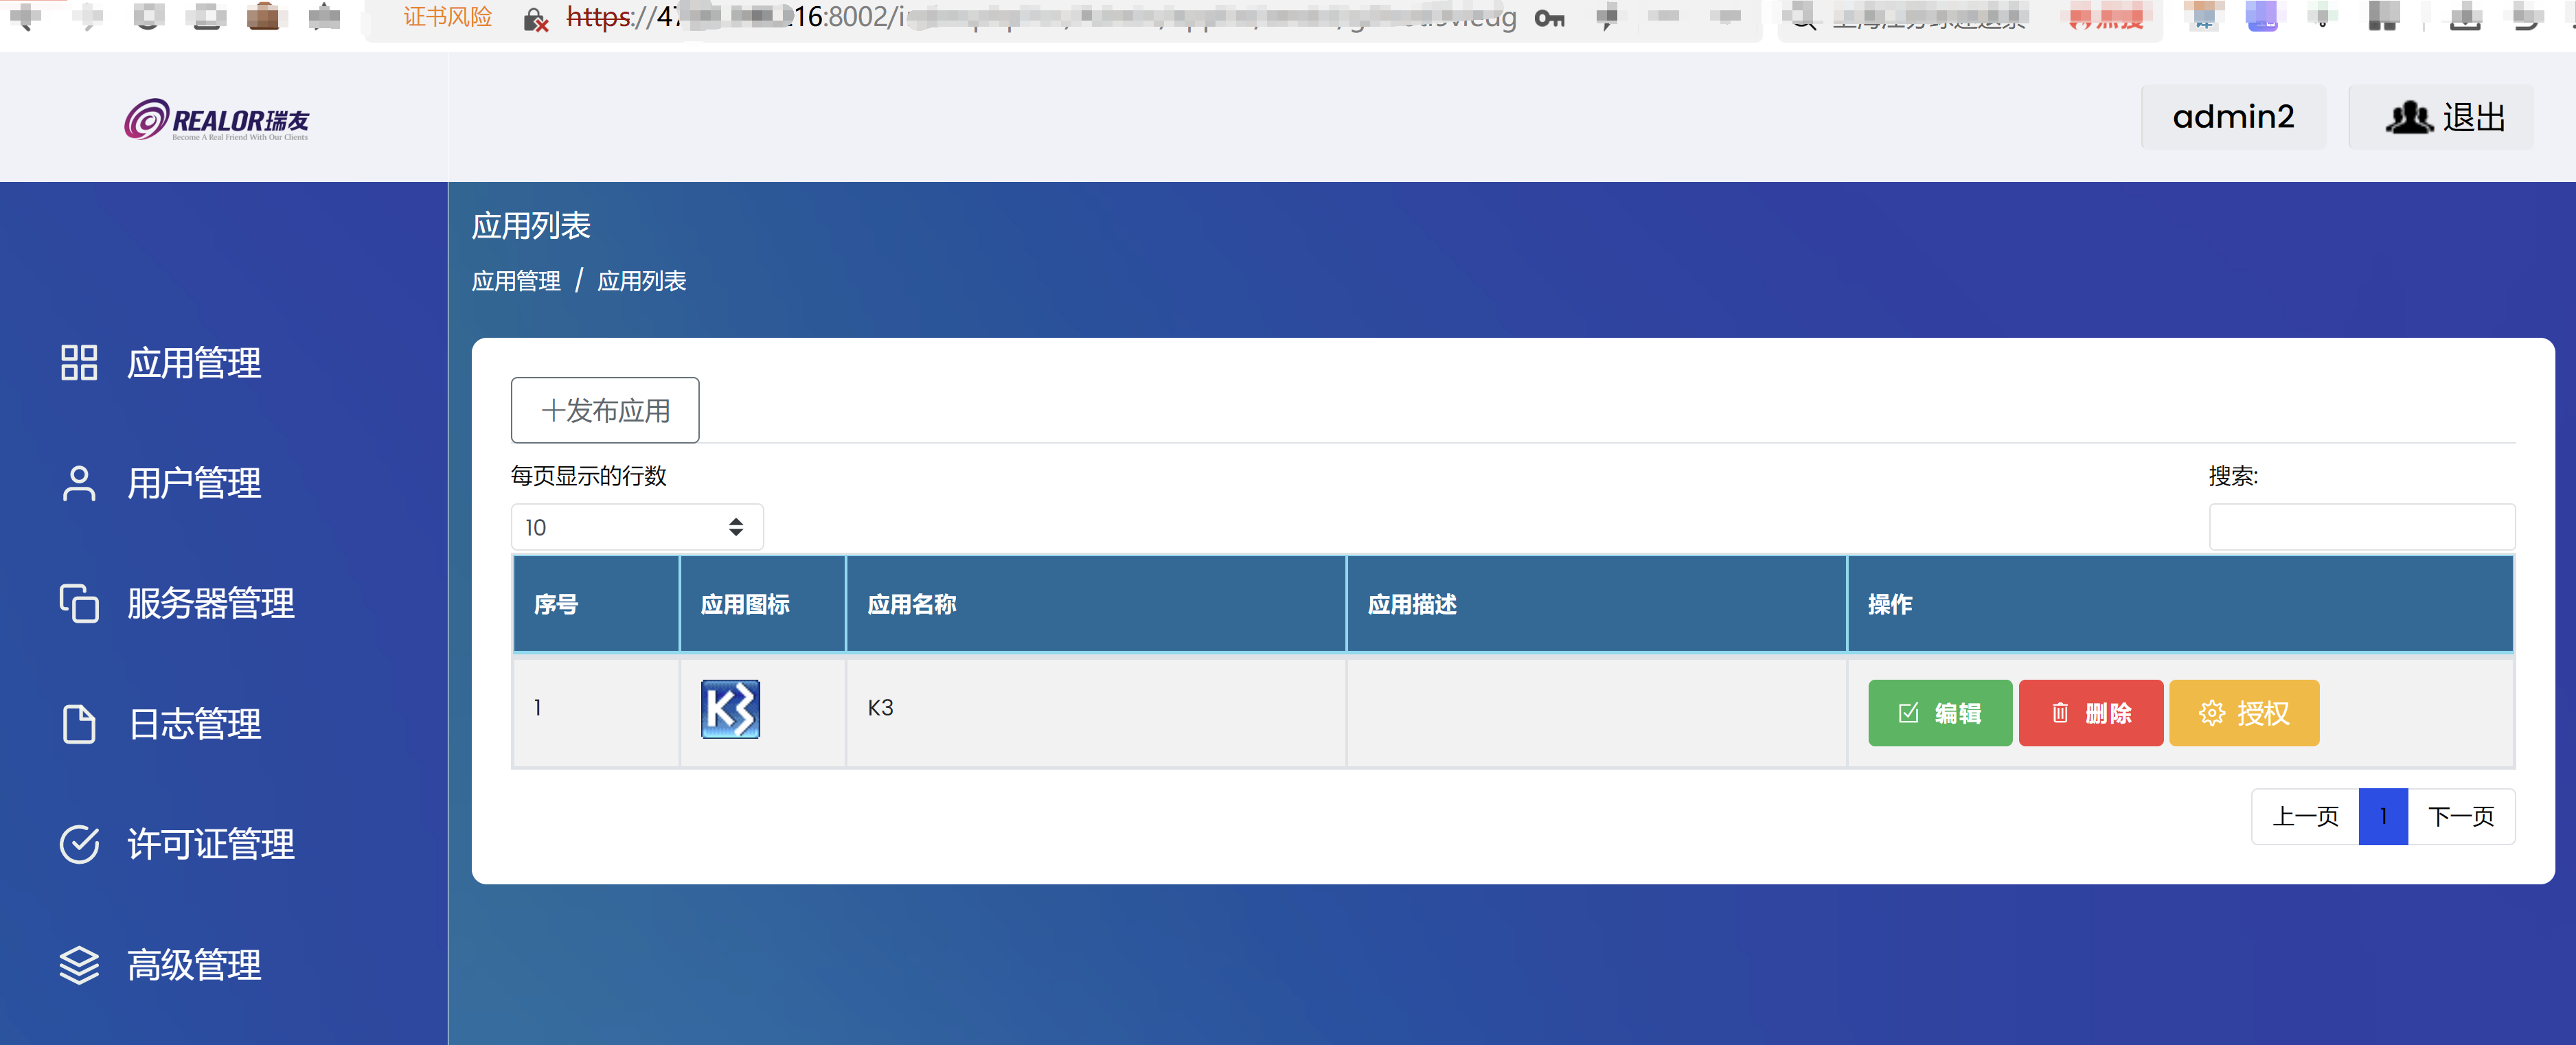 证书风险 https://47 216:8002/i
REALOR瑞友
Become A Real Friend With Our Clients
admin2 退出
应用列表
应用管理 / 应用列表
应用管理
用户管理
服务器管理
日志管理
许可证管理
高级管理
十发布应用
每页显示的行数 搜索:
10
序号 应用图标 应用名称 应用描述 操作
1 K3 K3 编辑 删除 授权
上一页 1 下一页